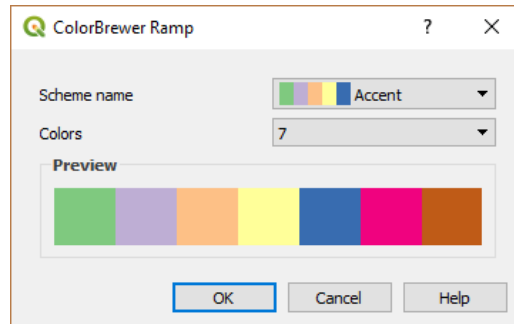 ColorBrewer Ramp ?
Scheme name Accent
Colors 7
Preview
OK Cancel Help